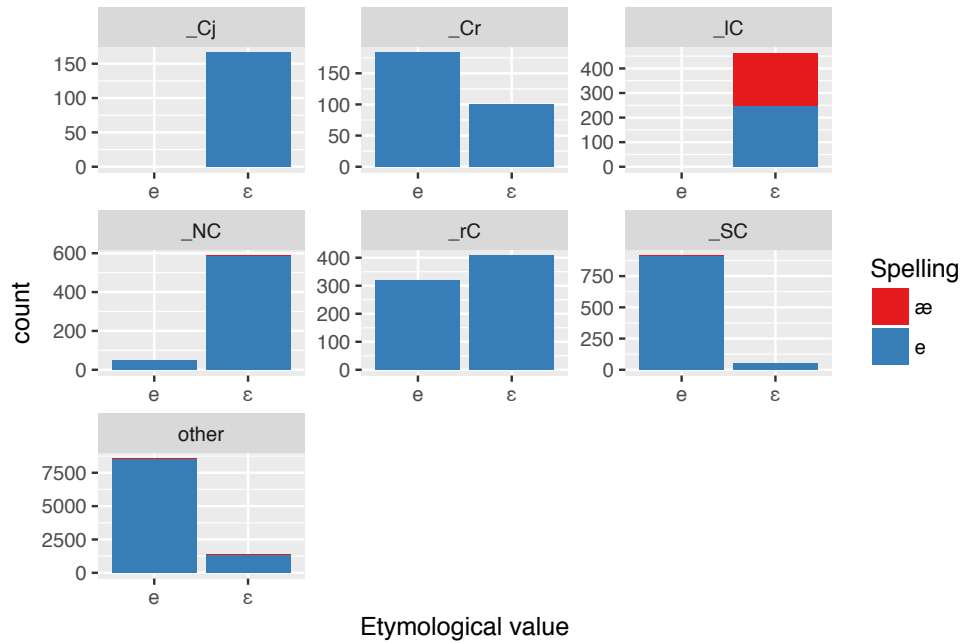 _Cj
_Cr
_lC
150
100
50
0
150
100
50
0
400
300
200
100
0
e
ε
e
ε
e
ε
_NC
_rC
_SC
600
400
200
0
400
300
200
100
0
750
500
250
0
e
ε
e
ε
e
ε
other
7500
5000
2500
0
e
ε
count
Etymological value
Spelling
æ
e